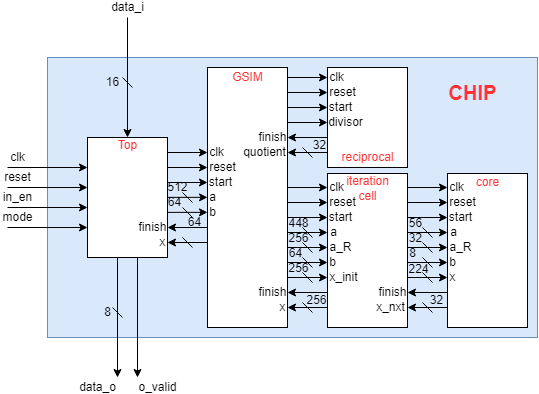 data_i
16
CHIP
clk
reset
in_en
mode
Top
8
data_o
o_valid
512
64
64
GSIM
clk
reset
start
a
b
finish
x
32
clk
reset
start
divisor
finish
quotient
reciprocal
448
256
64
256
256
iteration
cell
clk
reset
start
a
a_R
b
x_init
finish
x
56
32
8
224
32
core
clk
reset
start
a
a_R
b
x
finish
x_nxt